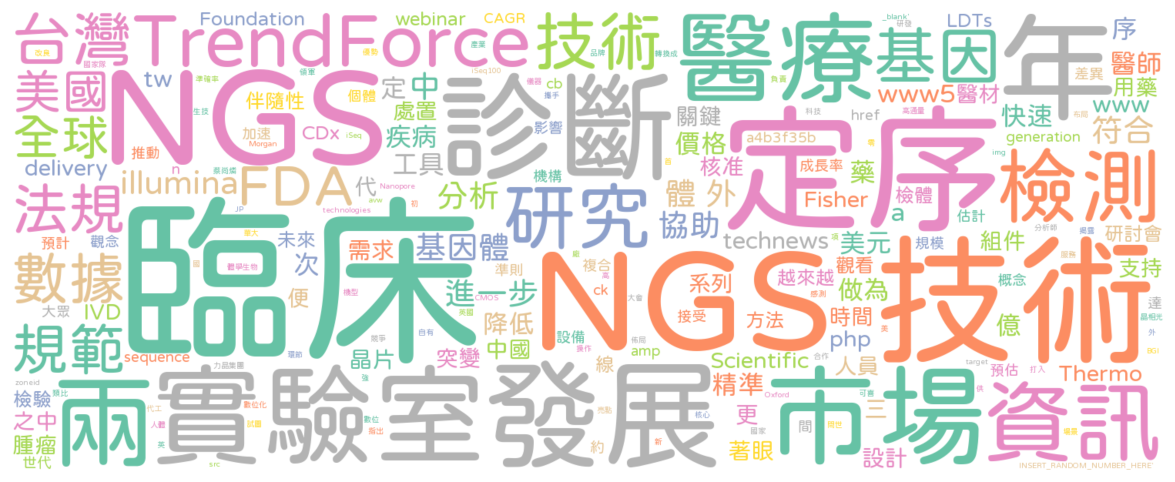 台灣 TrendForce 技術 醫療 基因 年
Foundation webinar CAGR LDTs 序
美國 NGS 診斷 tw 定 中 cb 醫師
伴隨性 個體 處置 關鍵 www5 醫材 用藥 差異
全球 加速 CDx 疾病 影響 價格 href 快速 www
推動 Morgan 工具 定序 a4b3f35b generation 符合
delivery illumina FDA 代 分析 機構 核准 成長率 藥 檢測
法規 體外 Fisher 檢體 a 估計
臨床 研究 協助 technews 美元 規模 組件 研討會
預計 觀念 未來 需求 基因體
數據 次 準則 複合 NGS技術 系列 越來越 觀看 概念 支持
大眾 便 進一步 ck 做為 達
IVD CMOS 降低 設備 接受 方法 時間 億
規範 sequence 晶片 突變 中國 amp php
兩 實驗室 發展 線 Scientific 人員 預估 Thermo
檢驗 精準 市場 資訊
之中 更 三
腫瘤 約 著眼 間 設計
世代 src INSERT_RANDOM_NUMBER_HERE'